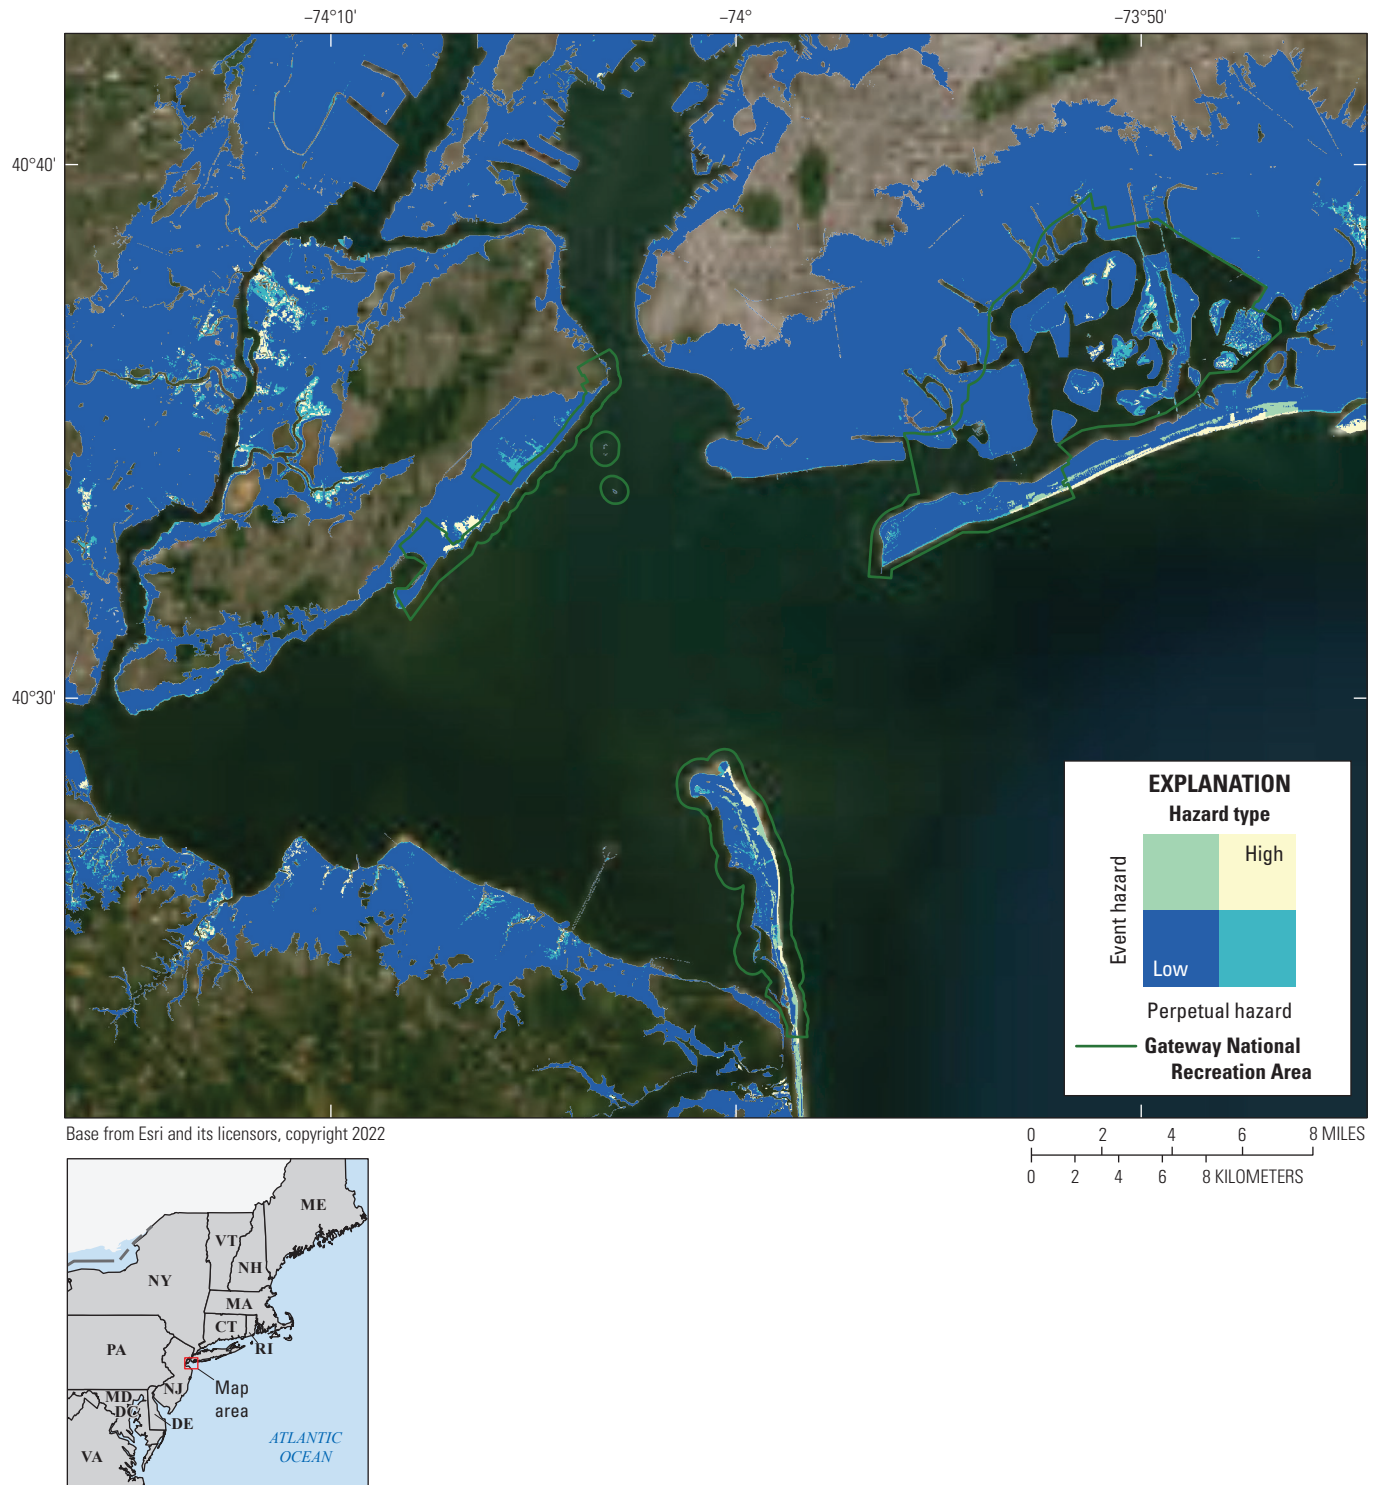 –74°10'
–74°
–73°50'
40°40'
40°30'
EXPLANATION
Hazard type
High
Low
Event hazard
Perpetual hazard
Gateway National
Recreation Area
Base from Esri and its licensors, copyright 2022
0 2 4 6 8 MILES
0 2 4 6 8 KILOMETERS
ME
VT
NH
NY
MA
CT
RI
PA
NJ
Map
area
MD
DC
DE
VA
ATLANTIC
OCEAN